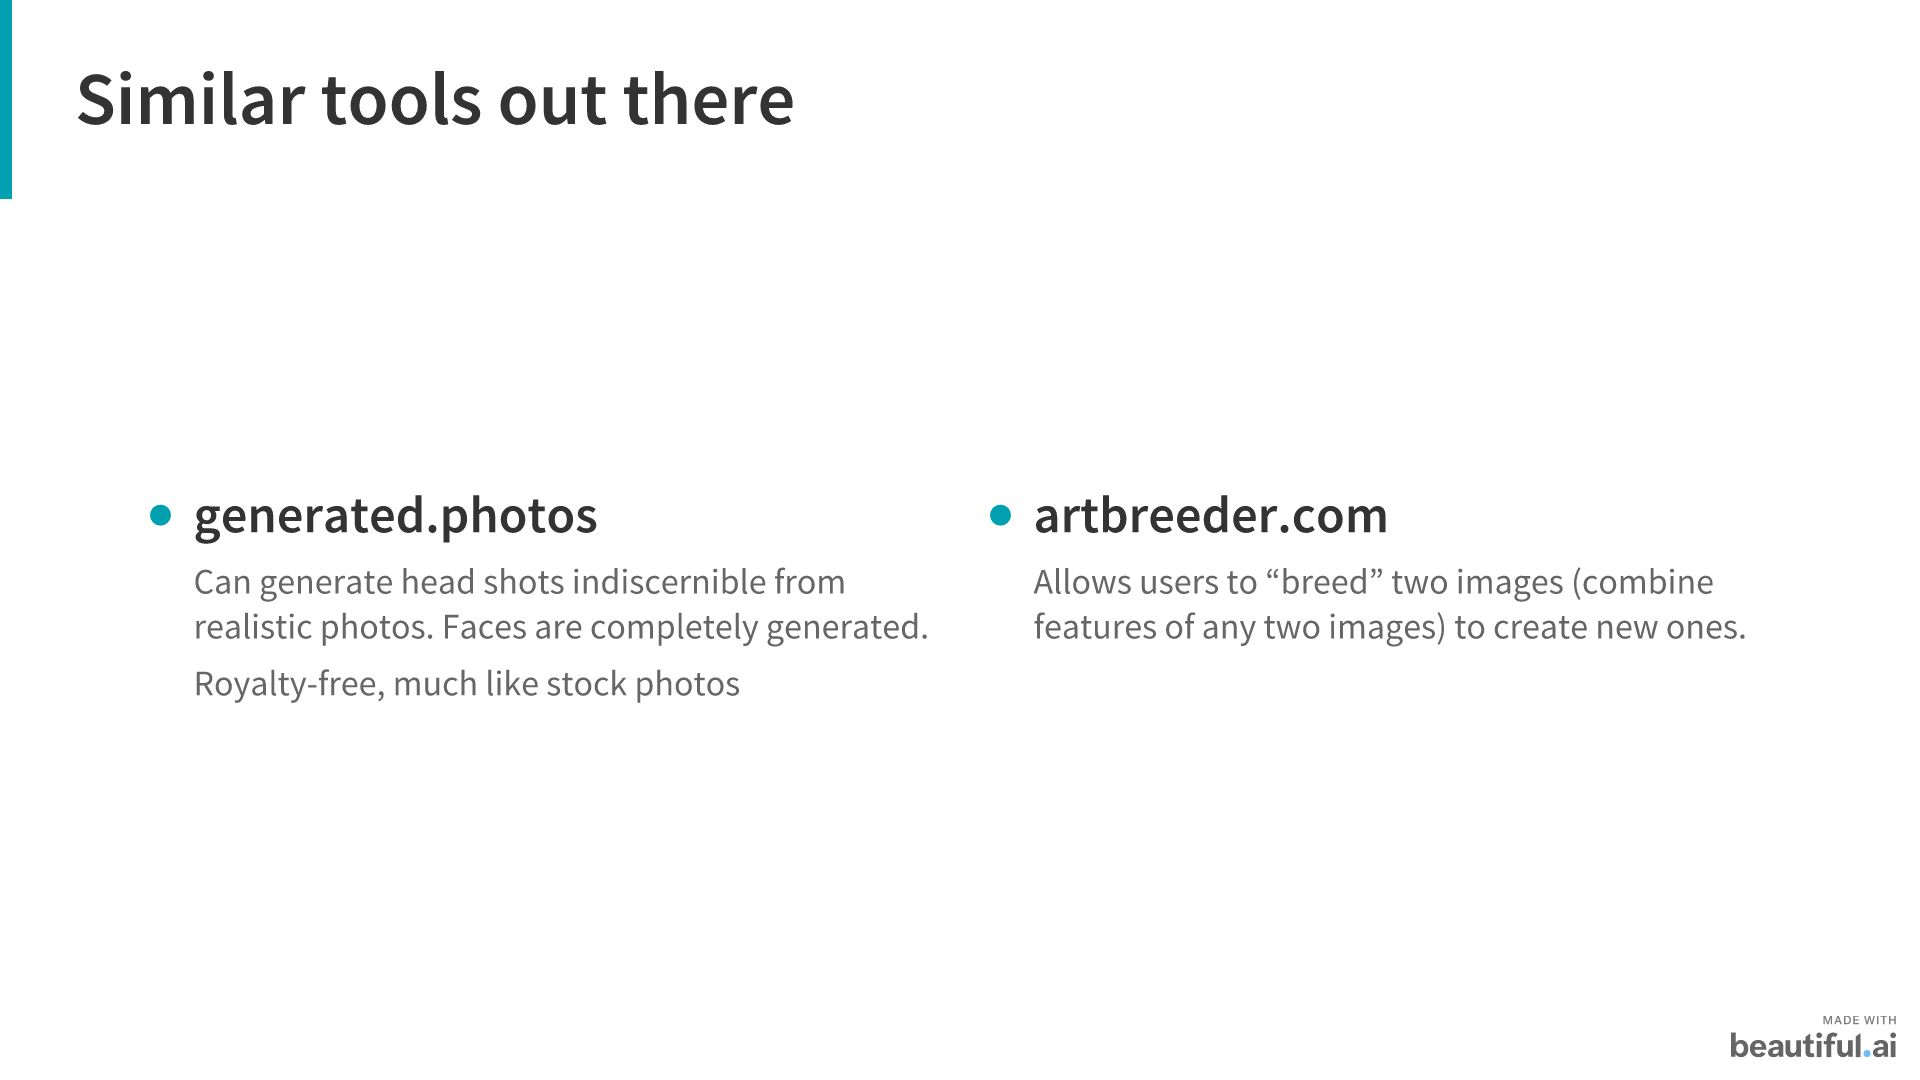 Similar tools out there
generated.photos
Can generate head shots indiscernible from
realistic photos. Faces are completely generated.
Royalty-free, much like stock photos
artbreeder.com
Allows users to “breed” two images (combine
features of any two images) to create new ones.
MADE WITH
beautiful.ai